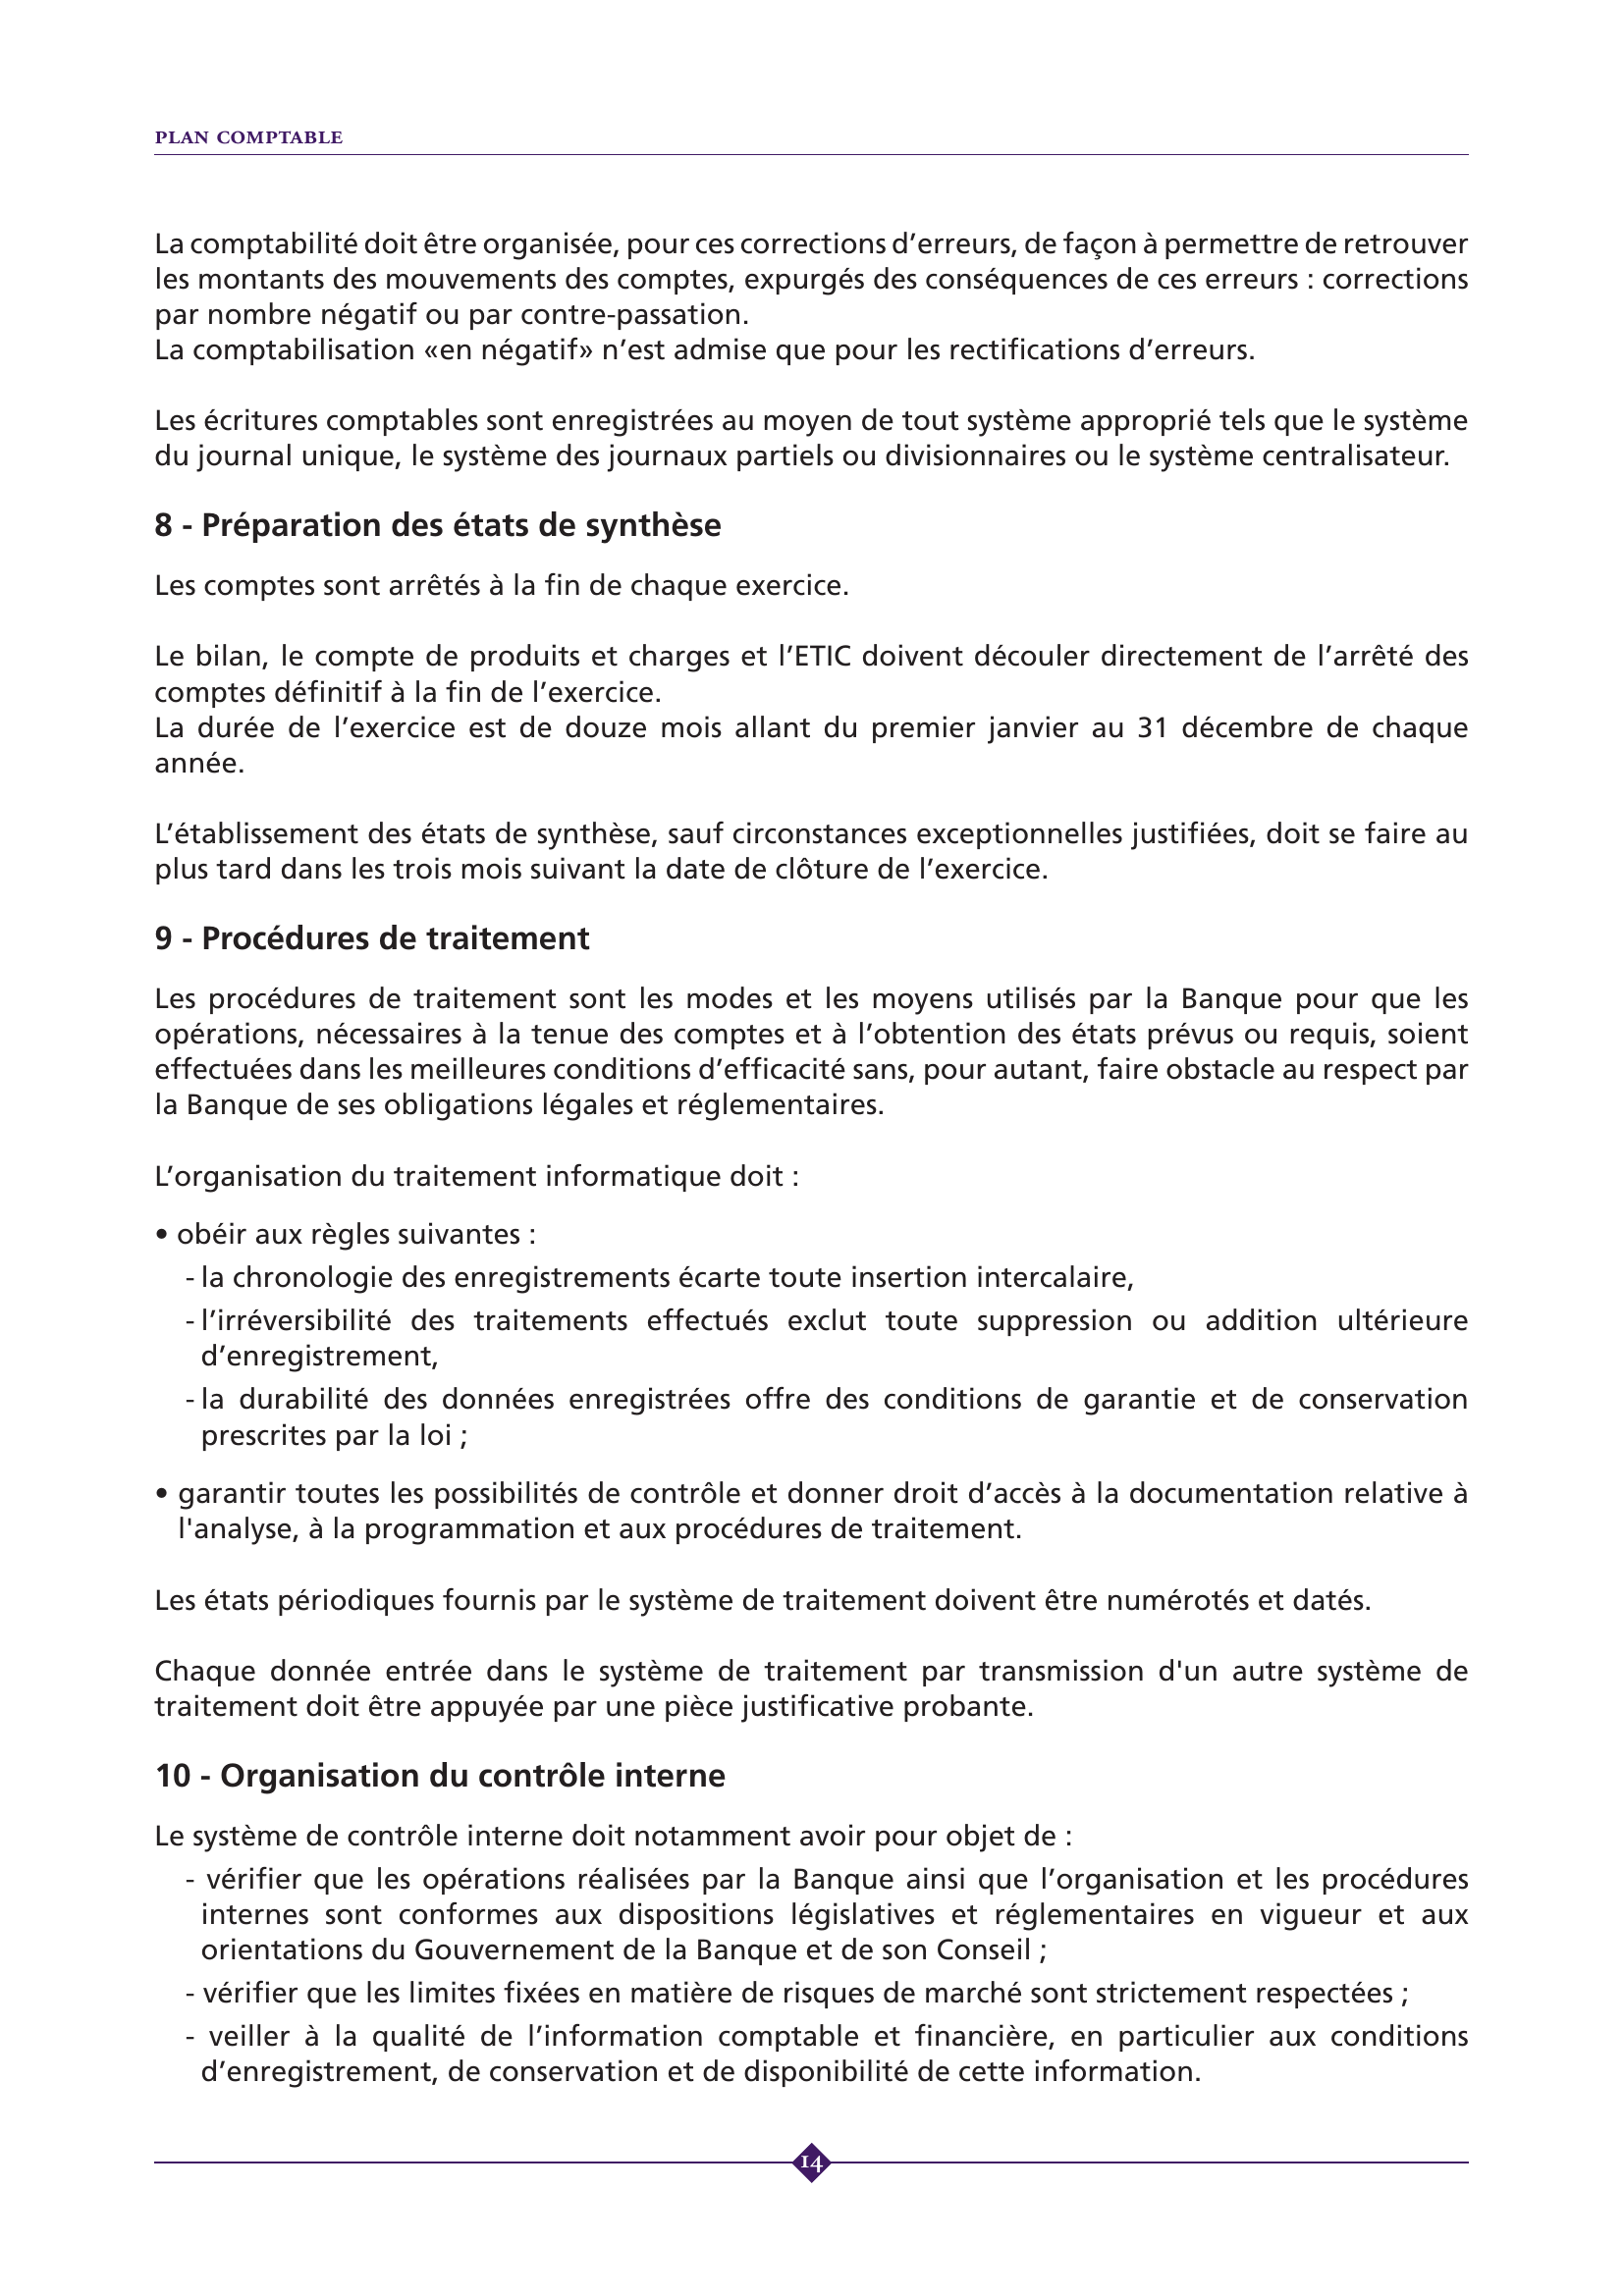 PLAN COMPTABLE
La comptabilité doit être organisée, pour ces corrections d’erreurs, de façon à permettre de retrouver
les montants des mouvements des comptes, expurgés des conséquences de ces erreurs : corrections
par nombre négatif ou par contre-passation.
La comptabilisation «en négatif» n’est admise que pour les rectifications d’erreurs.
Les écritures comptables sont enregistrées au moyen de tout système approprié tels que le système
du journal unique, le système des journaux partiels ou divisionnaires ou le système centralisateur.
8 - Préparation des états de synthèse
Les comptes sont arrêtés à la fin de chaque exercice.
Le bilan, le compte de produits et charges et l’ETIC doivent découler directement de l’arrêté des
comptes définitif à la fin de l’exercice.
La durée de l’exercice est de douze mois allant du premier janvier au 31 décembre de chaque
année.
L’établissement des états de synthèse, sauf circonstances exceptionnelles justifiées, doit se faire au
plus tard dans les trois mois suivant la date de clôture de l’exercice.
9 - Procédures de traitement
Les procédures de traitement sont les modes et les moyens utilisés par la Banque pour que les
opérations, nécessaires à la tenue des comptes et à l’obtention des états prévus ou requis, soient
effectuées dans les meilleures conditions d’efficacité sans, pour autant, faire obstacle au respect par
la Banque de ses obligations légales et réglementaires.
L’organisation du traitement informatique doit :
• obéir aux règles suivantes :
- la chronologie des enregistrements écarte toute insertion intercalaire,
- l’irréversibilité des traitements effectués exclut toute suppression ou addition ultérieure
d’enregistrement,
- la durabilité des données enregistrées offre des conditions de garantie et de conservation
prescrites par la loi ;
• garantir toutes les possibilités de contrôle et donner droit d’accès à la documentation relative à
l'analyse, à la programmation et aux procédures de traitement.
Les états périodiques fournis par le système de traitement doivent être numérotés et datés.
Chaque donnée entrée dans le système de traitement par transmission d'un autre système de
traitement doit être appuyée par une pièce justificative probante.
10 - Organisation du contrôle interne
Le système de contrôle interne doit notamment avoir pour objet de :
- vérifier que les opérations réalisées par la Banque ainsi que l’organisation et les procédures
internes sont conformes aux dispositions législatives et réglementaires en vigueur et aux
orientations du Gouvernement de la Banque et de son Conseil ;
- vérifier que les limites fixées en matière de risques de marché sont strictement respectées ;
- veiller à la qualité de l’information comptable et financière, en particulier aux conditions
d’enregistrement, de conservation et de disponibilité de cette information.
14